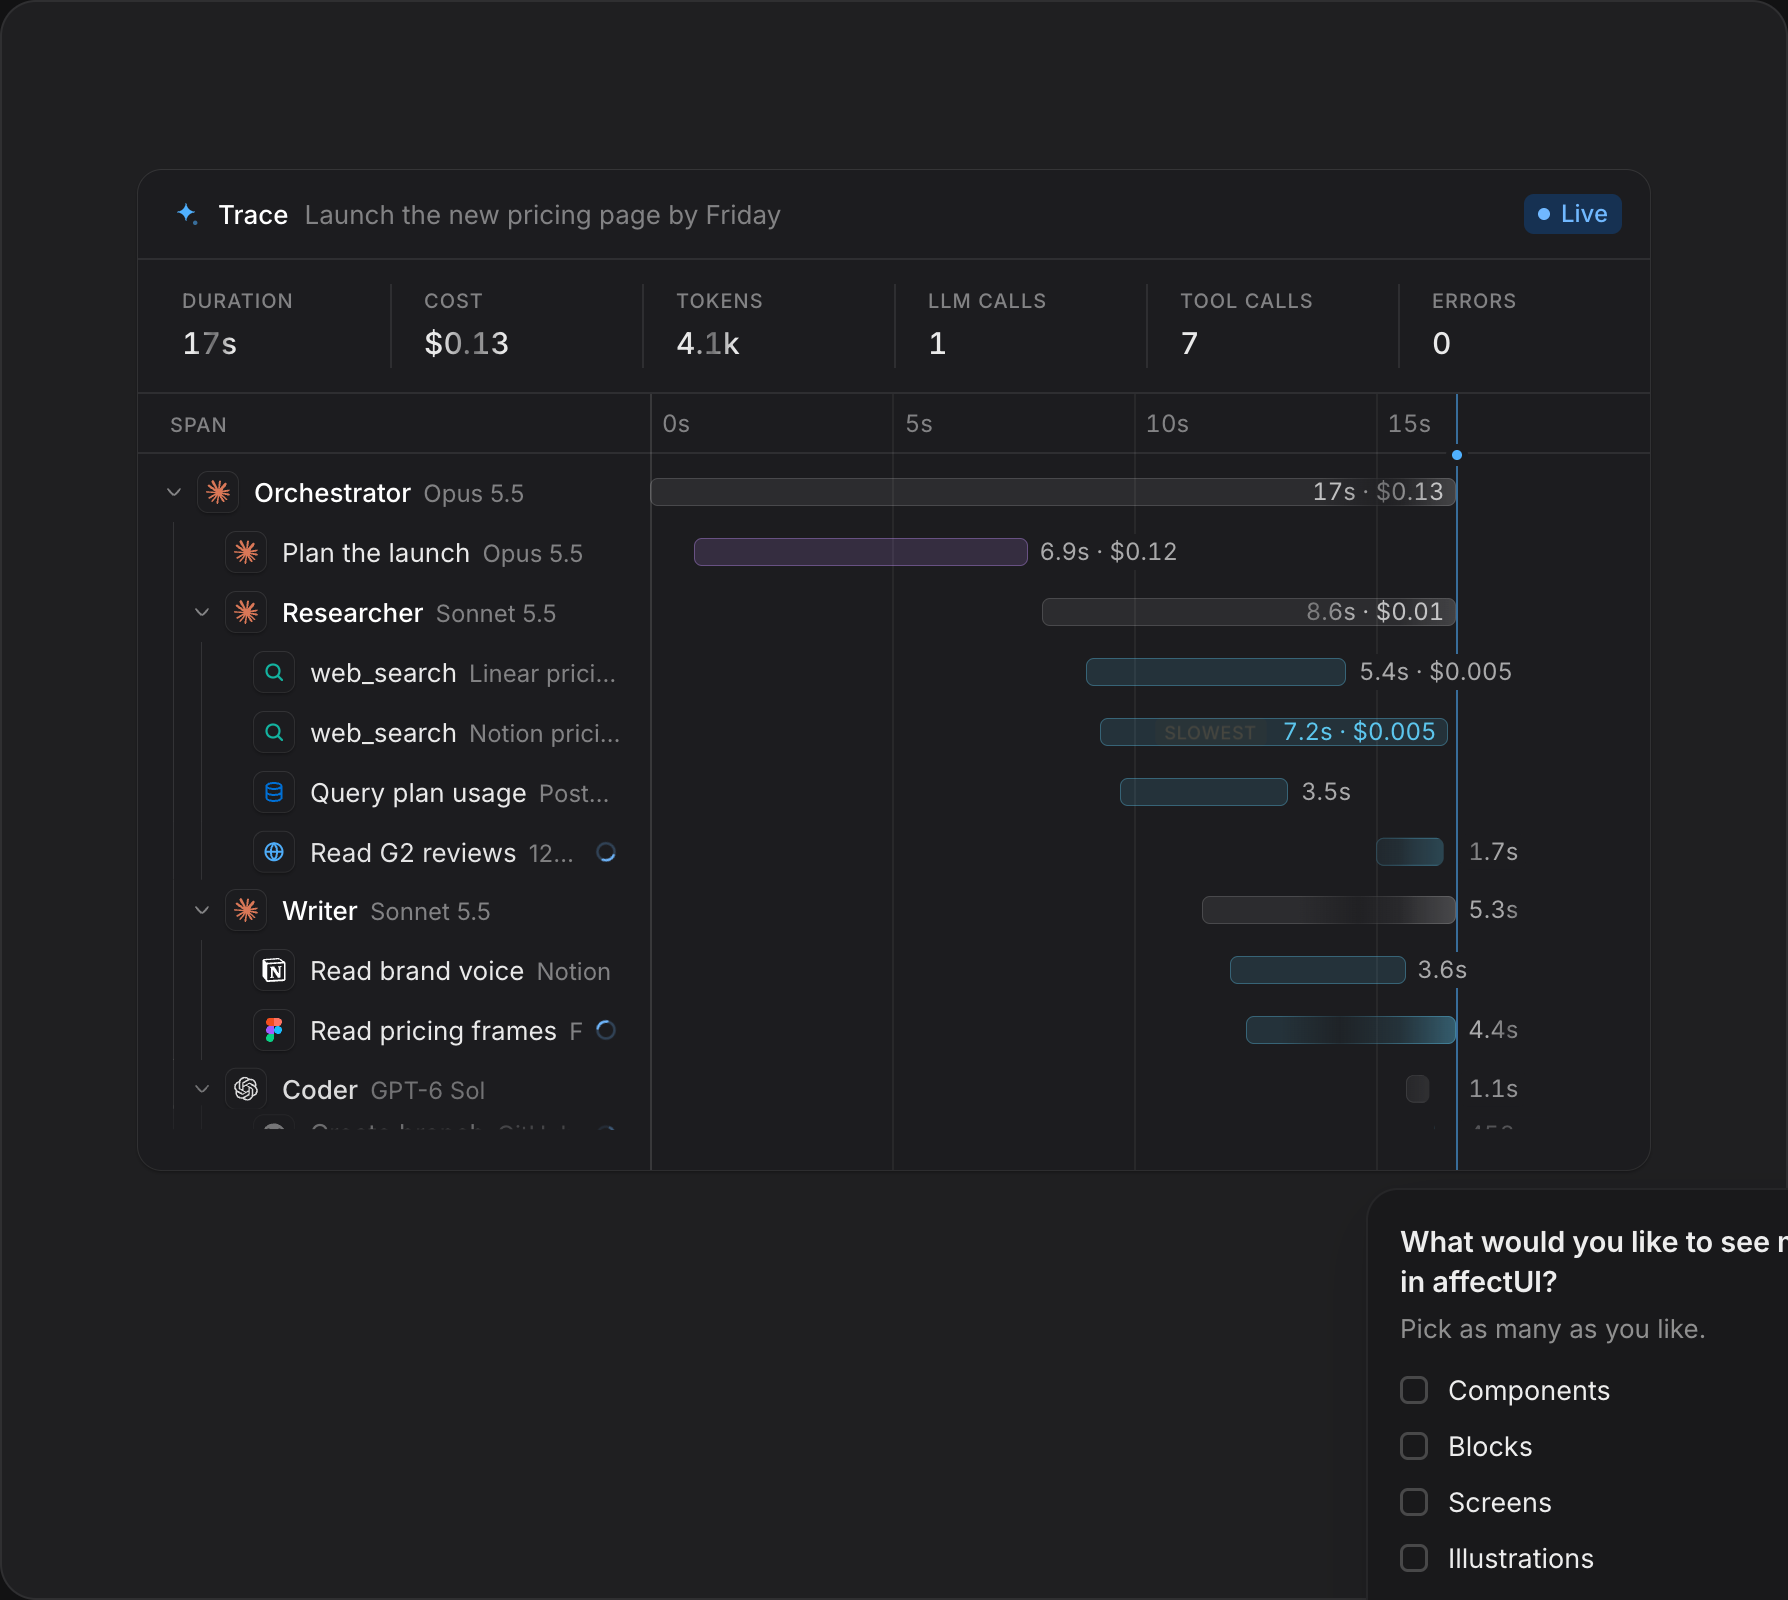 Trace Launch the new pricing page by Friday Live
DURATION COST TOKENS LLM CALLS TOOL CALLS ERRORS
17s $0.13 4.1k 1 7 0
SPAN 0s 5s 10s 15s
Orchestrator Opus 5.5 17s · $0.13
Plan the launch Opus 5.5 6.9s · $0.12
Researcher Sonnet 5.5 8.6s · $0.01
web_search Linear prici... 5.4s · $0.005
web_search Notion prici... SLOWEST 7.2s · $0.005
Query plan usage Post... 3.5s
Read G2 reviews 12... 1.7s
Writer Sonnet 5.5 5.3s
Read brand voice Notion 3.6s
Read pricing frames F 4.4s
Coder GPT-6 Sol 1.1s
What would you like to see
in affectUI?
Pick as many as you like.
Components
Blocks
Screens
Illustrations